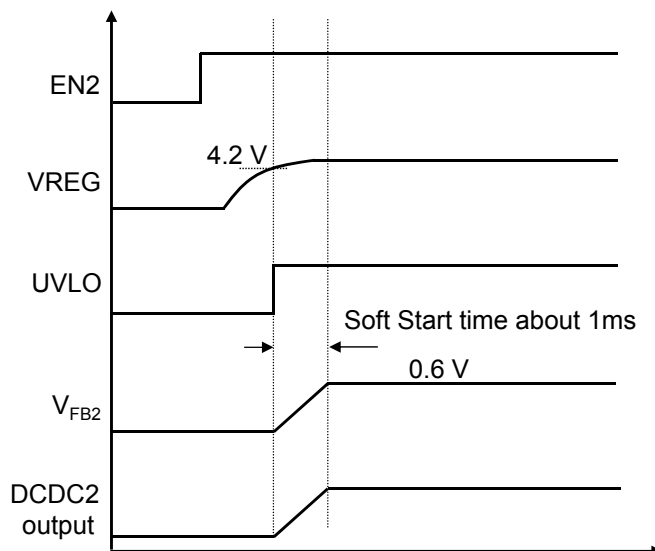 EN2
4.2 V
VREG
UVLO
Soft Start time about 1ms
0.6 V
VFB2
DCDC2
output